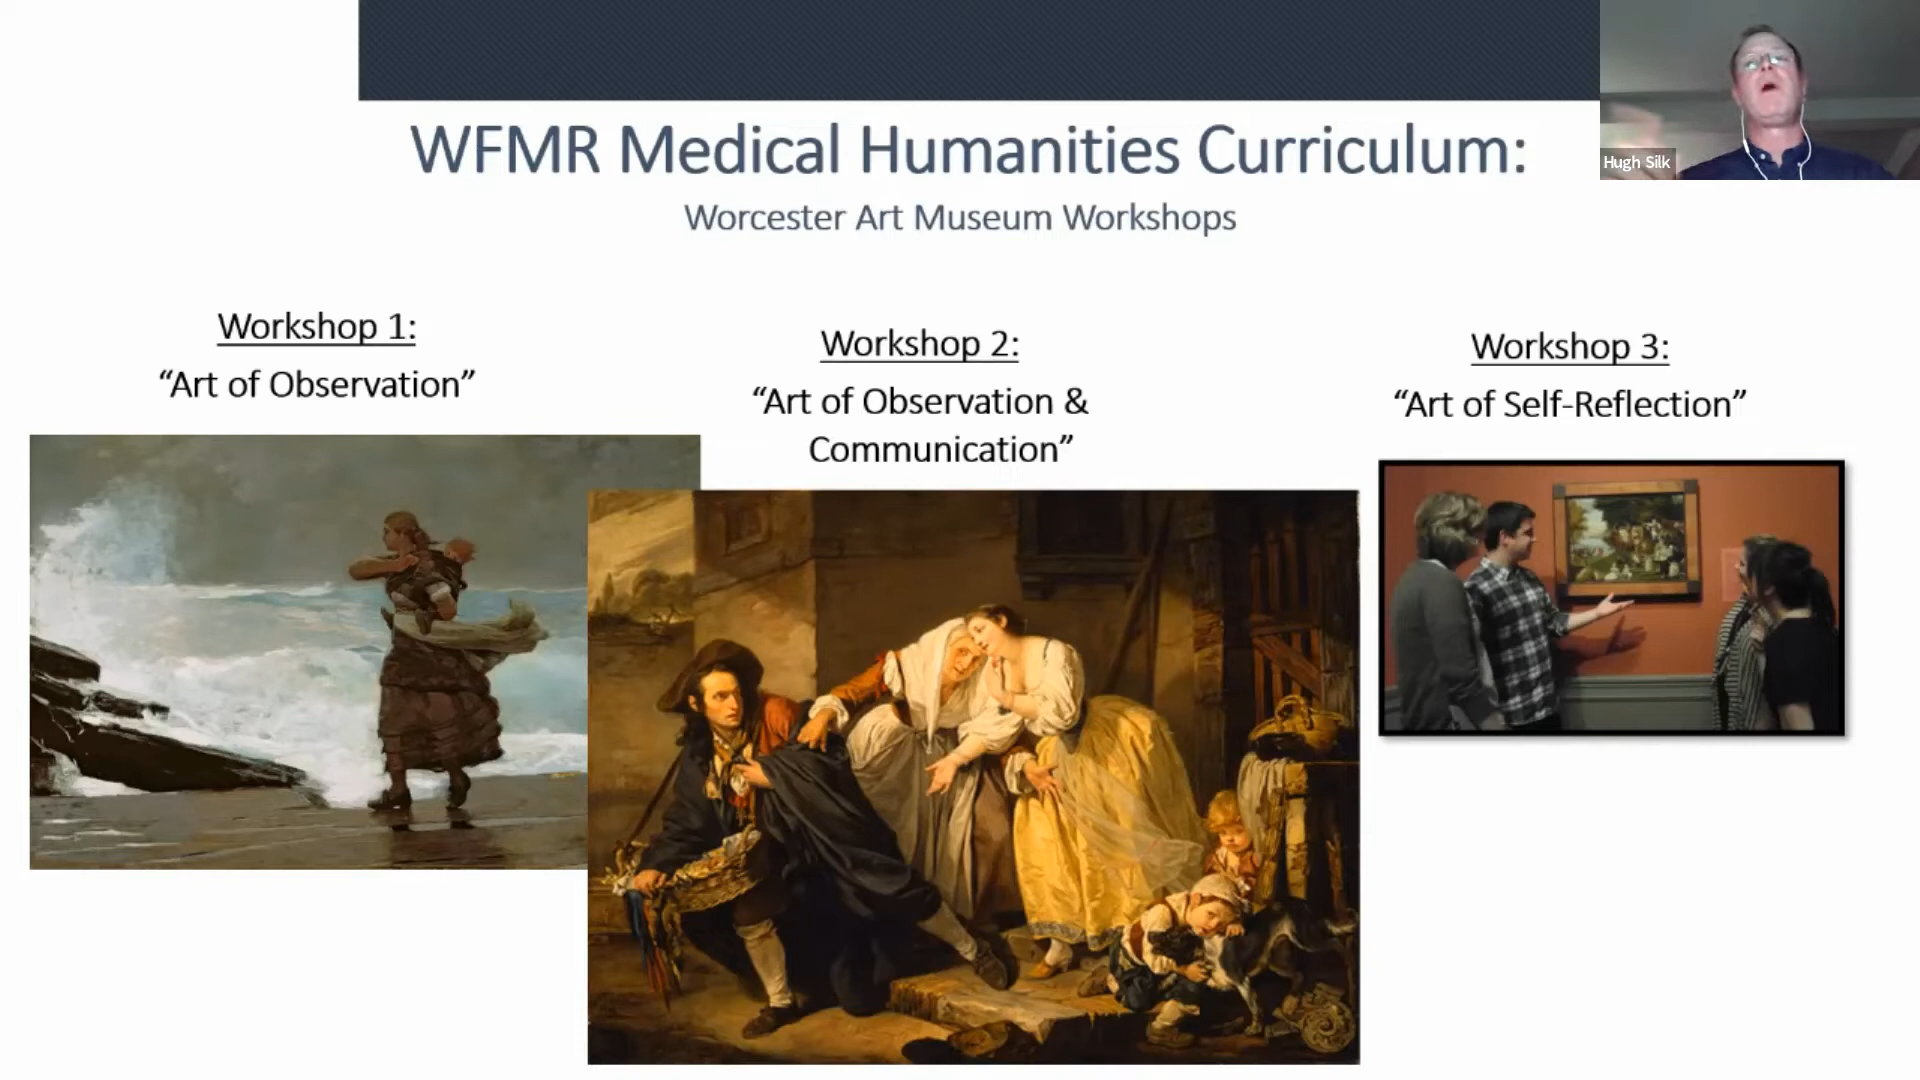 WFMR Medical Humanities Curriculum:
Worcester Art Museum Workshops
Hugh Silk
Workshop 1:
“Art of Observation”
Workshop 2:
“Art of Observation &
Communication”
Workshop 3:
“Art of Self-Reflection”